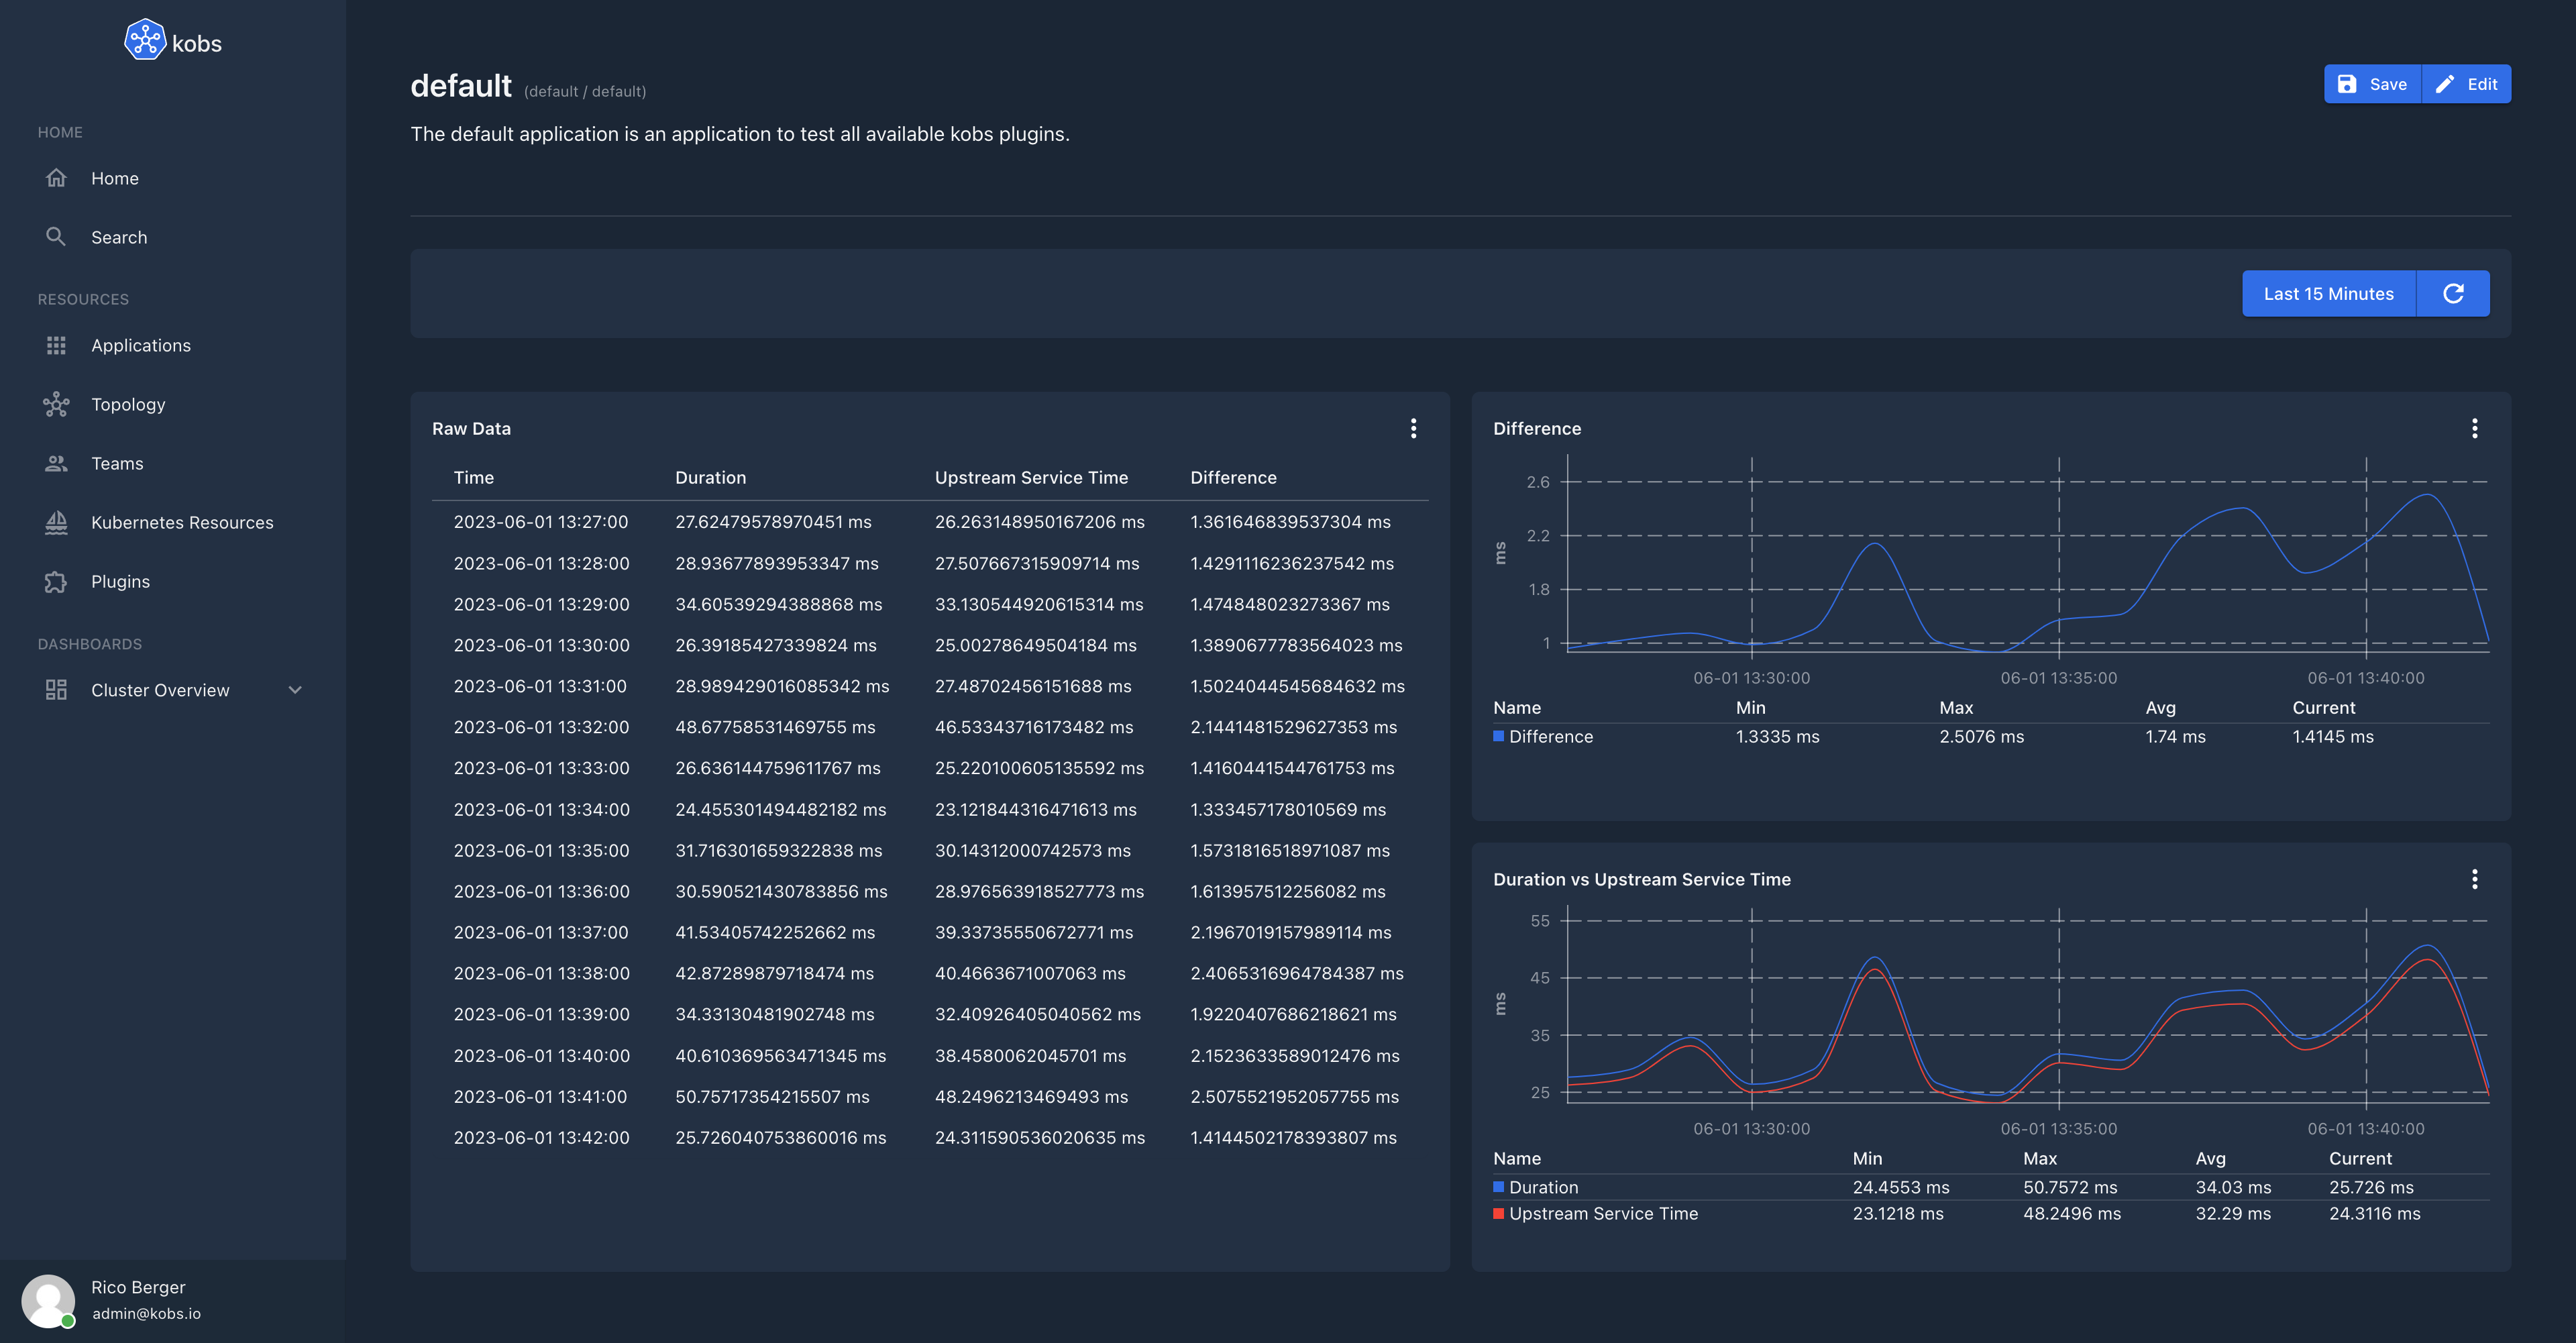 kobs
HOME
Home
Search
RESOURCES
Applications
Topology
Teams
Kubernetes Resources
Plugins
DASHBOARDS
Cluster Overview
Rico Berger
admin@kobs.io
default (default / default)
Save Edit
The default application is an application to test all available kobs plugins.
Last 15 Minutes
Raw Data
Time Duration Upstream Service Time Difference
2023-06-01 13:27:00 27.62479578970451 ms 26.263148950167206 ms 1.361646839537304 ms
2023-06-01 13:28:00 28.93677893953347 ms 27.507667315909714 ms 1.4291116236237542 ms
2023-06-01 13:29:00 34.60539294388868 ms 33.130544920615314 ms 1.474848023273367 ms
2023-06-01 13:30:00 26.39185427339824 ms 25.00278649504184 ms 1.3890677783564023 ms
2023-06-01 13:31:00 28.989429016085342 ms 27.48702456151688 ms 1.5024044545684632 ms
2023-06-01 13:32:00 48.67758531469755 ms 46.53343716173482 ms 2.1441481529627353 ms
2023-06-01 13:33:00 26.636144759611767 ms 25.220100605135592 ms 1.4160441544761753 ms
2023-06-01 13:34:00 24.455301494482182 ms 23.121844316471613 ms 1.333457178010569 ms
2023-06-01 13:35:00 31.716301659322838 ms 30.14312000742573 ms 1.5731816518971087 ms
2023-06-01 13:36:00 30.590521430783856 ms 28.976563918527773 ms 1.613957512256082 ms
2023-06-01 13:37:00 41.53405742252662 ms 39.33735550672771 ms 2.1967019157989114 ms
2023-06-01 13:38:00 42.87289879718474 ms 40.4663671007063 ms 2.4065316964784387 ms
2023-06-01 13:39:00 34.33130481902748 ms 32.40926405040562 ms 1.9220407686218621 ms
2023-06-01 13:40:00 40.610369563471345 ms 38.4580062045701 ms 2.1523633589012476 ms
2023-06-01 13:41:00 50.75717354215507 ms 48.2496213469493 ms 2.5075521952057755 ms
2023-06-01 13:42:00 25.726040753860016 ms 24.311590536020635 ms 1.4144502178393807 ms
Difference
ms
2.6
2.2
1.8
1
06-01 13:30:00 06-01 13:35:00 06-01 13:40:00
Name Min Max Avg Current
Difference 1.3335 ms 2.5076 ms 1.74 ms 1.4145 ms
Duration vs Upstream Service Time
ms
55
45
35
25
06-01 13:30:00 06-01 13:35:00 06-01 13:40:00
Name Min Max Avg Current
Duration 24.4553 ms 50.7572 ms 34.03 ms 25.726 ms
Upstream Service Time 23.1218 ms 48.2496 ms 32.29 ms 24.3116 ms